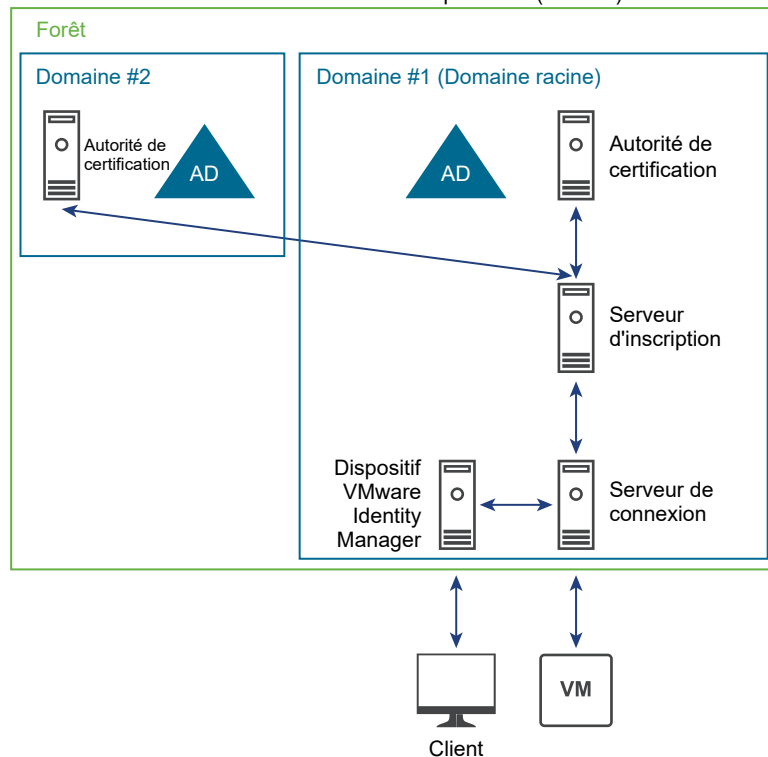 Forêt
Domaine #2
Autorité de
certification
AD
Domaine #1 (Domaine racine)
AD
Autorité de
certification
Serveur
d'inscription
Dispositif
VMware
Identity
Manager
Serveur de
connexion
Client
VM